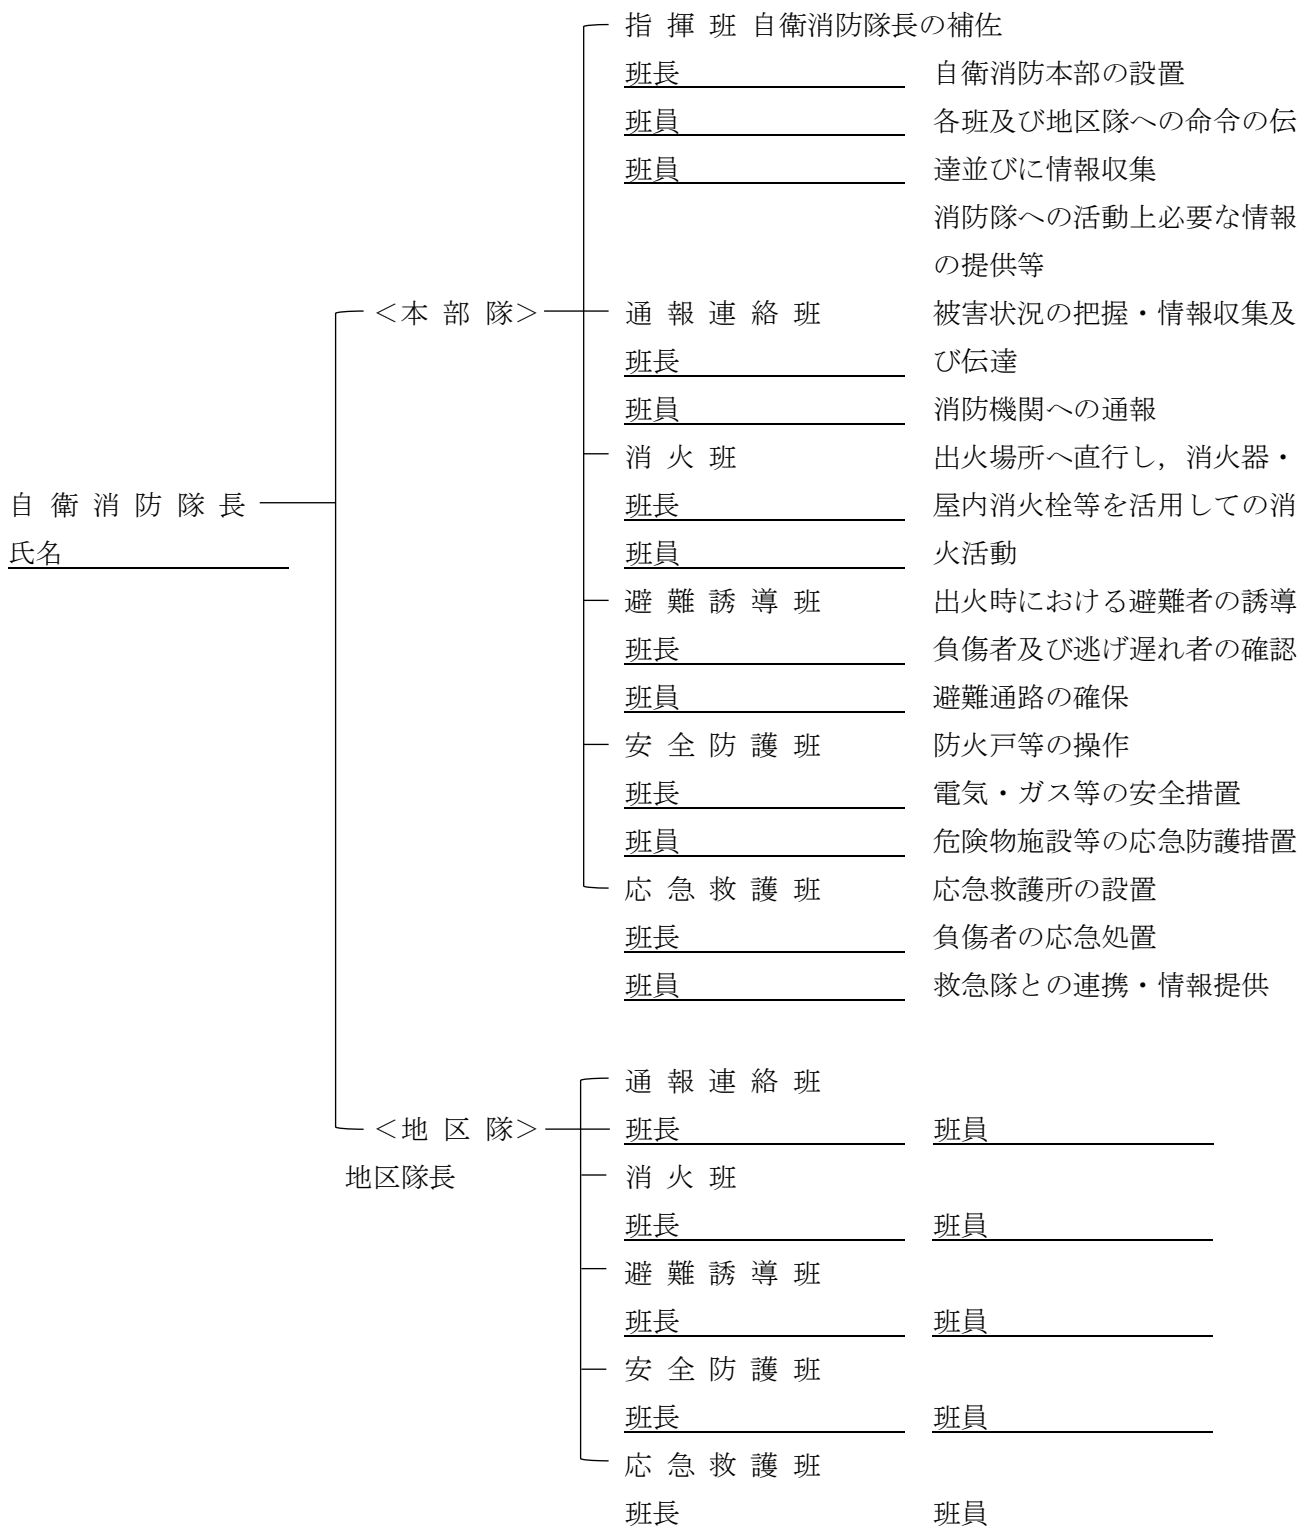 指 揮 班 自衛消防隊長の補佐
班長 自衛消防本部の設置
班員 各班及び地区隊への命令の伝
班員 達並びに情報収集
消防隊への活動上必要な情報
の提供等
＜本 部 隊＞ 通 報 連 絡 班 被害状況の把握・情報収集及
班長 び伝達
班員 消防機関への通報
消 火 班 出火場所へ直行し，消火器・
自 衛 消 防 隊 長 班長 屋内消火栓等を活用しての消
氏名 班員 火活動
避 難 誘 導 班 出火時における避難者の誘導
班長 負傷者及び逃げ遅れ者の確認
班員 避難通路の確保
安 全 防 護 班 防火戸等の操作
班長 電気・ガス等の安全措置
班員 危険物施設等の応急防護措置
応 急 救 護 班 応急救護所の設置
班長 負傷者の応急処置
班員 救急隊との連携・情報提供
通 報 連 絡 班
＜地 区 隊＞ 班長 班員
地区隊長 消 火 班
班長 班員
避 難 誘 導 班
班長 班員
安 全 防 護 班
班長 班員
応 急 救 護 班
班長 班員